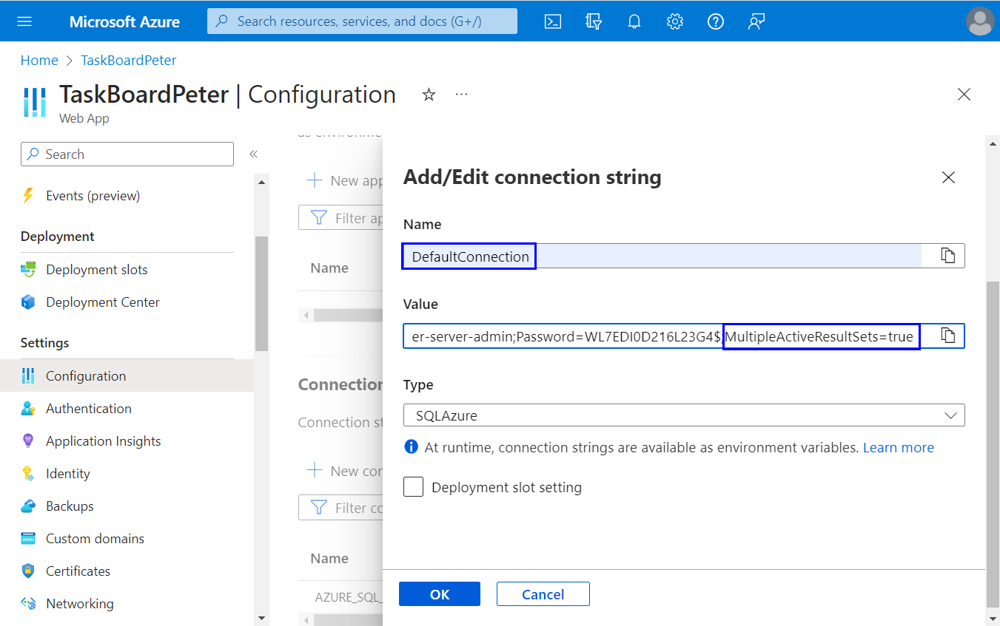 Microsoft Azure
Search resources, services, and docs (G+/)
Home > TaskBoardPeter
TaskBoardPeter | Configuration
Web App
Search
Events (preview)
Deployment
Deployment slots
Deployment Center
Settings
Configuration
Authentication
Application Insights
Identity
Backups
Custom domains
Certificates
Networking
New app
Filter ap
Name
Connection
Connection st
New con
Filter co
Name
AZURE_SQL_
Add/Edit connection string
Name
DefaultConnection
Value
er-server-admin;Password=WL7EDI0D216L23G4$;MultipleActiveResultSets=true
Type
SQLAzure
At runtime, connection strings are available as environment variables. Learn more
Deployment slot setting
OK
Cancel